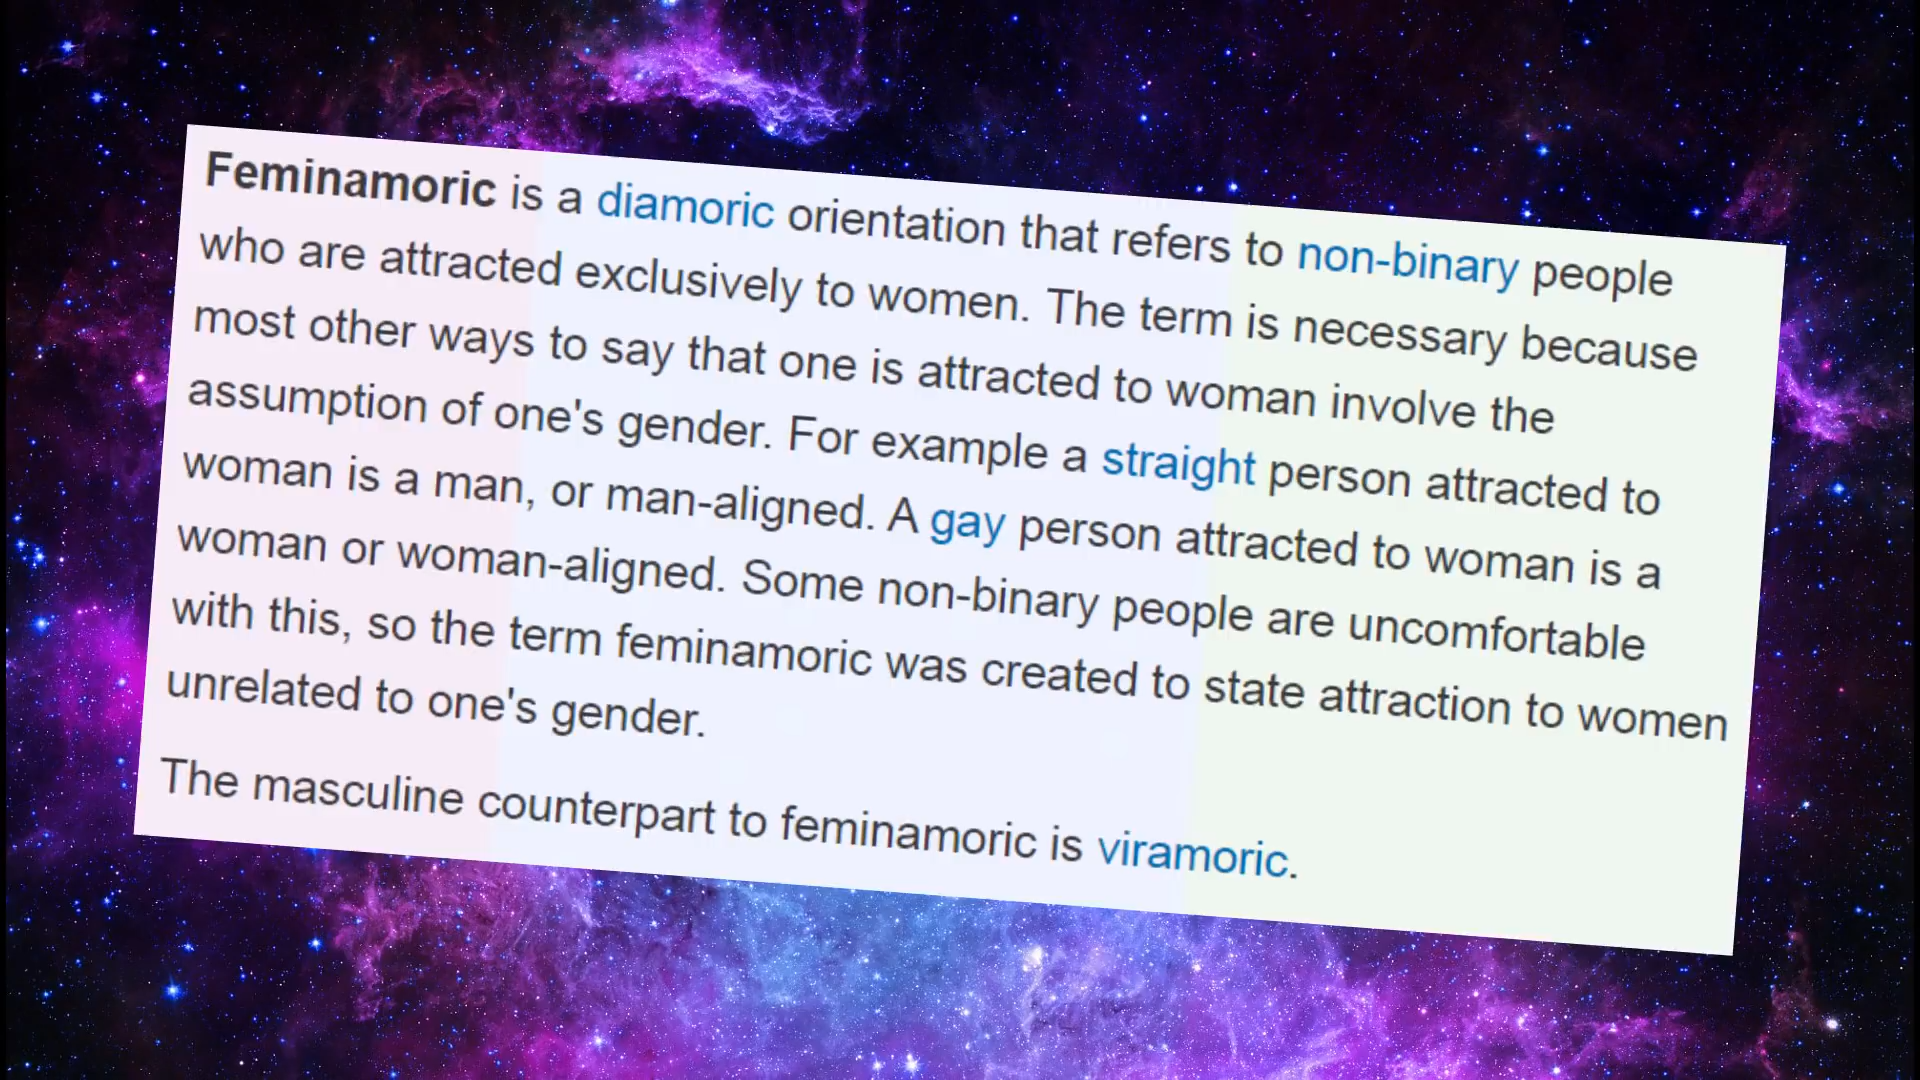 Feminamoric is a diamoric orientation that refers to non-binary people
who are attracted exclusively to women. The term is necessary because
most other ways to say that one is attracted to woman involve the
assumption of one's gender. For example a straight person attracted to
woman is a man, or man-aligned. A gay person attracted to woman is a
woman or woman-aligned. Some non-binary people are uncomfortable
with this, so the term feminamoric was created to state attraction to women
unrelated to one's gender.
The masculine counterpart to feminamoric is viramoric.